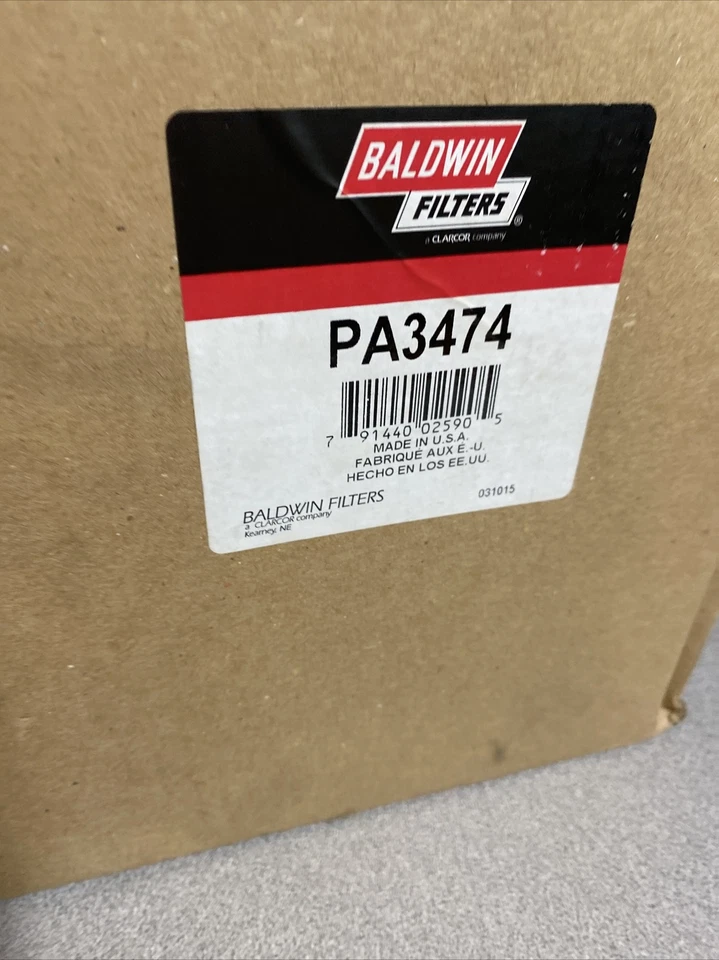 BALDWIN
FILTERS®
a CLARCOR company
PA3474
7 91440 02590 5
MADE IN U.S.A.
FABRIQUÉ AUX É.-U.
HECHO EN LOS EE.UU.
BALDWIN FILTERS 031015
a CLARCOR company
Kearney, NE